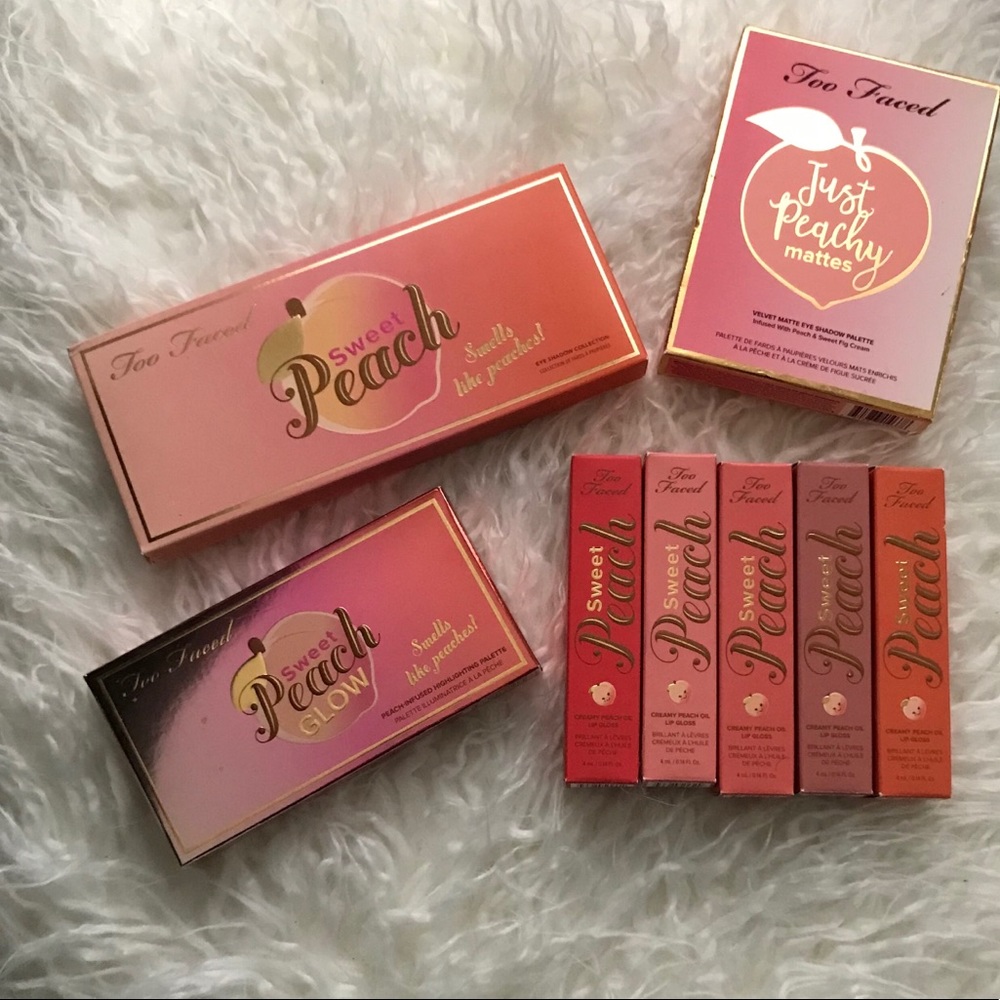 Too Faced
Just
Peachy
mattes
VELVET MATTE EYE SHADOW PALETTE
Infused With Peach & Sweet Fig Cream
PALETTE DE FARDS À PAUPIÈRES VELOURS MATS ENRICHIS
À LA PÊCHE ET À LA CRÈME DE FIGUE SUCRÉE
Too Faced
Sweet
Peach
Smells
like peaches!
EYE SHADOW COLLECTION
COLLECTION DE FARDS À PAUPIÈRES
Too Faced
Sweet
Peach
GLOW
Smells
like peaches!
PEACH-INFUSED HIGHLIGHTING PALETTE
PALETTE ILLUMINATRICE À LA PÊCHE
Too
Faced
Sweet
Peach
CREAMY PEACH OIL
LIP GLOSS
BRILLANT À LÈVRES
CRÉMEUX À L'HUILE
DE PÊCHE
Too
Faced
Sweet
Peach
CREAMY PEACH OIL
LIP GLOSS
BRILLANT À LÈVRES
CRÉMEUX À L'HUILE
DE PÊCHE
Too
Faced
Sweet
Peach
CREAMY PEACH OIL
LIP GLOSS
BRILLANT À LÈVRES
CRÉMEUX À L'HUILE
DE PÊCHE
Too
Faced
Sweet
Peach
CREAMY PEACH OIL
LIP GLOSS
BRILLANT À LÈVRES
CRÉMEUX À L'HUILE
DE PÊCHE
Too
Faced
Sweet
Peach
CREAMY PEACH OIL
LIP GLOSS
BRILLANT À LÈVRES
CRÉMEUX À L'HUILE
DE PÊCHE